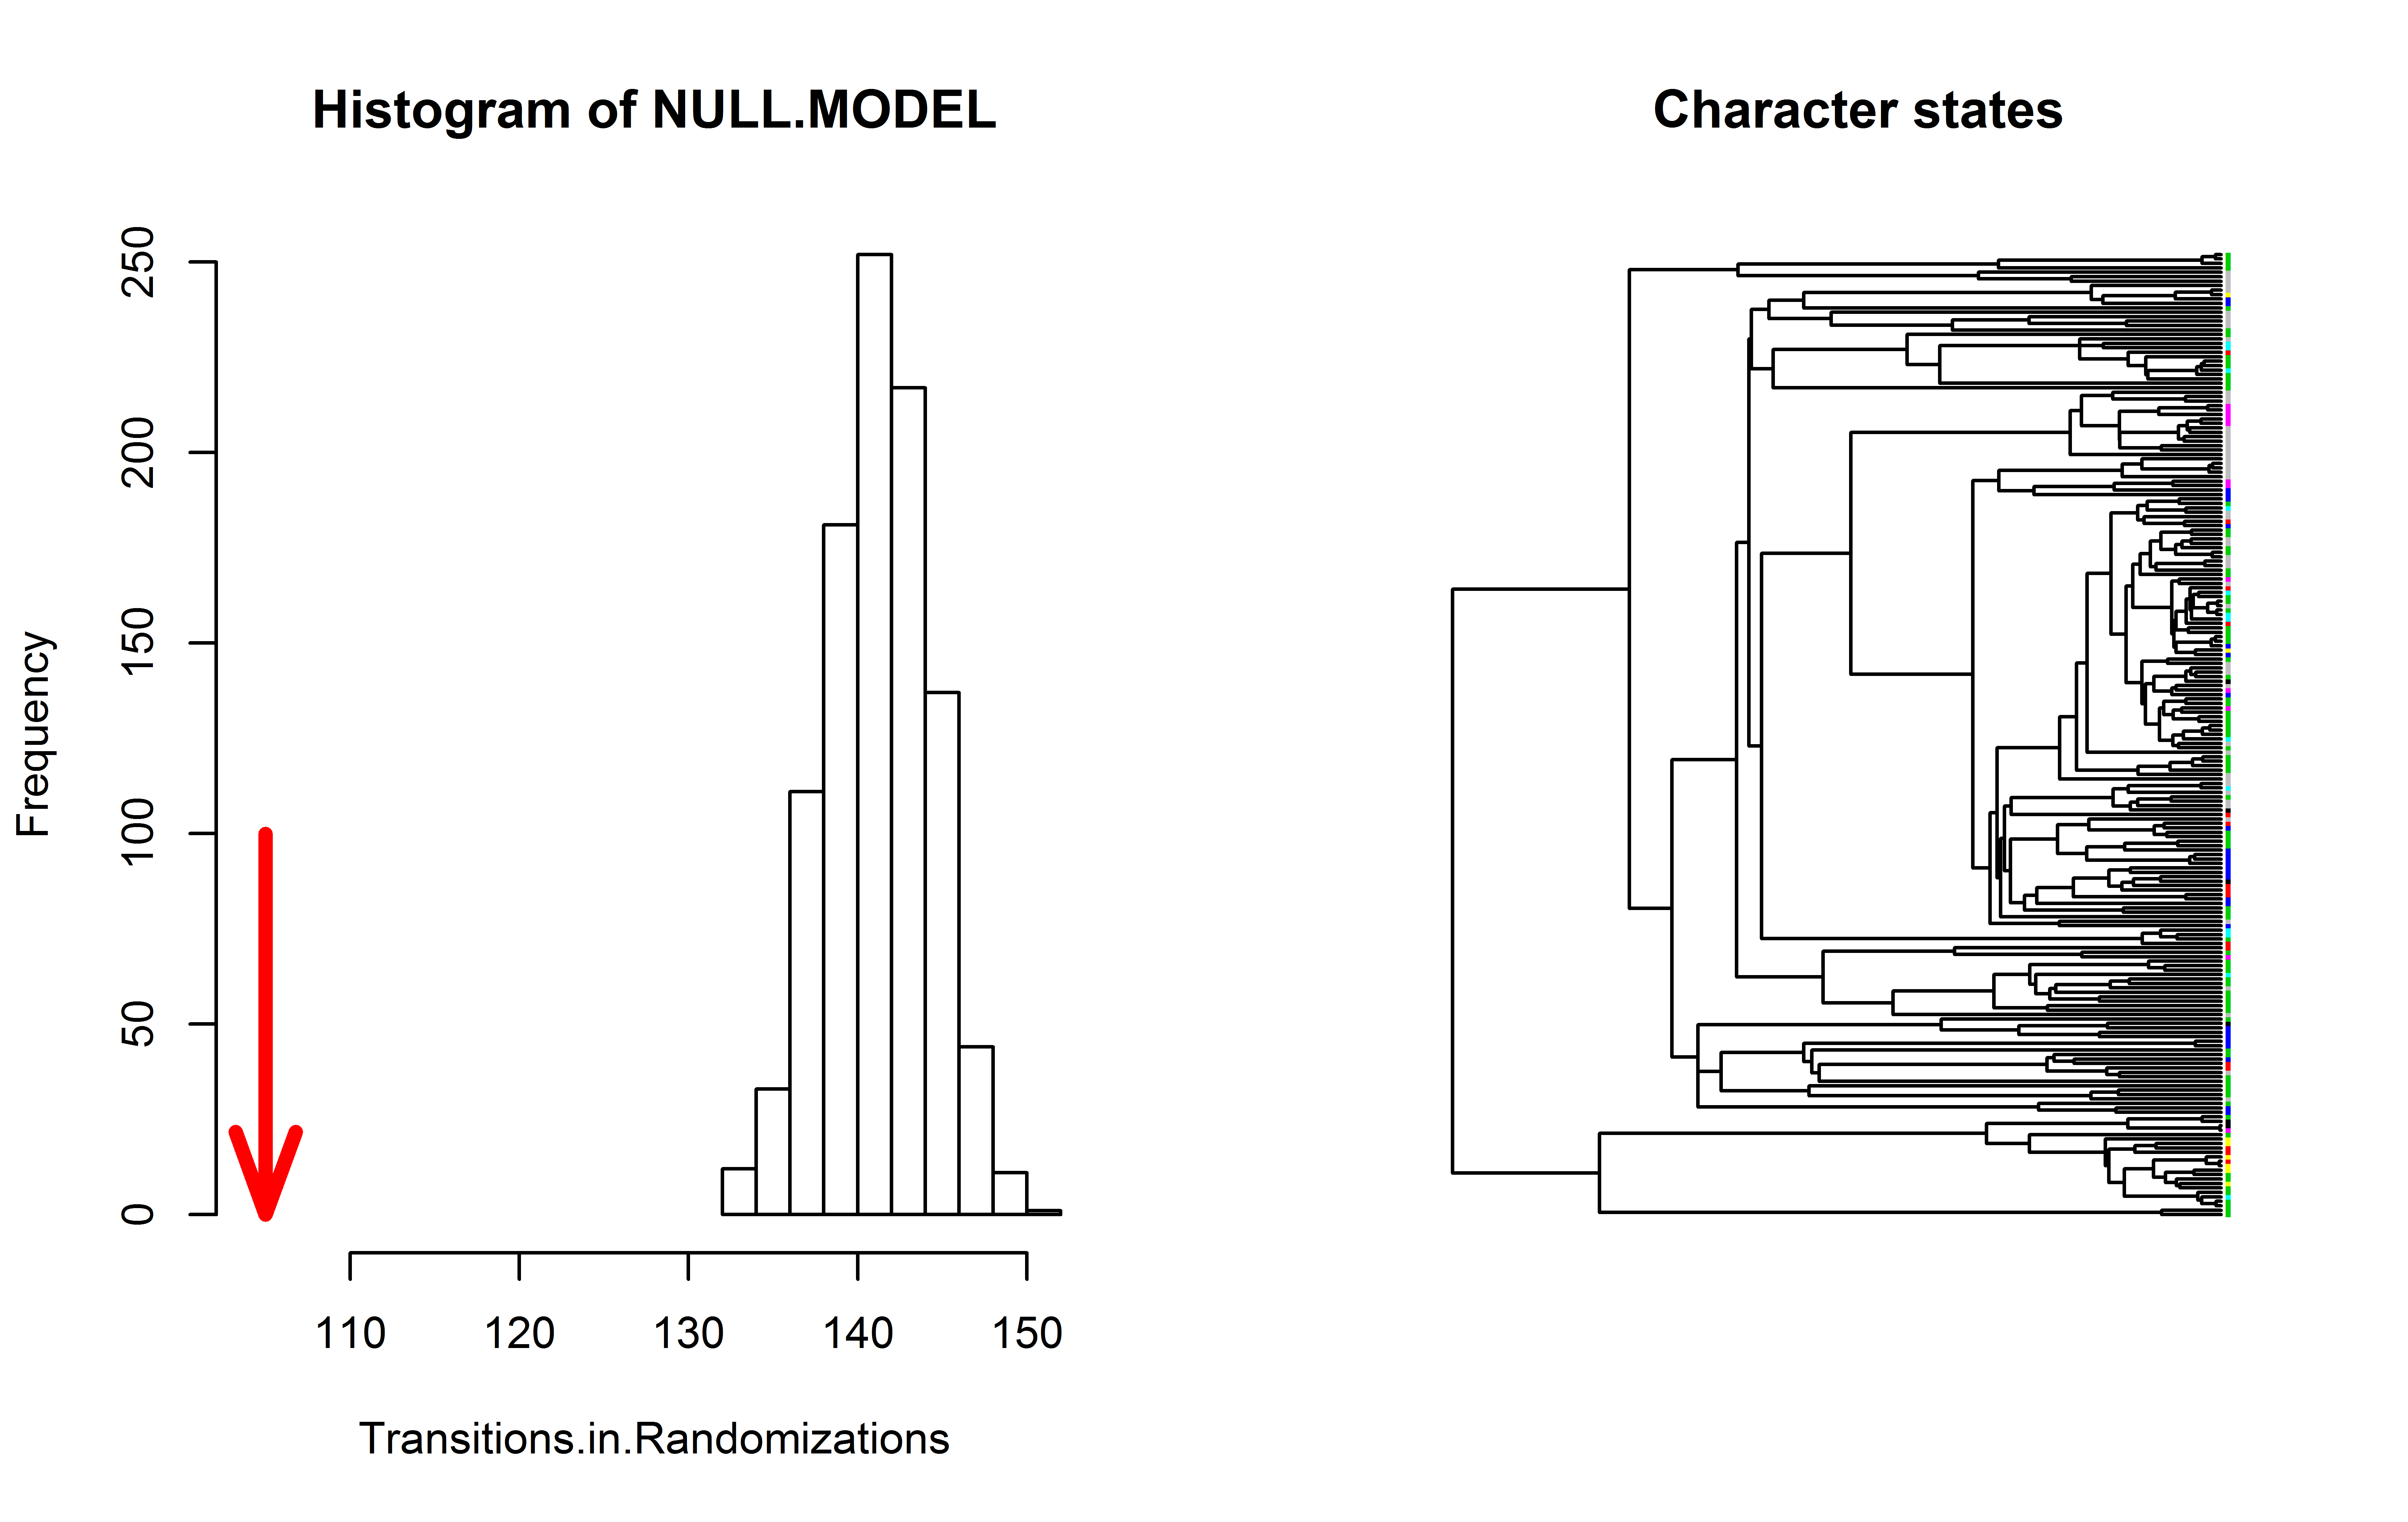 Histogram of NULL.MODEL
Character states
Frequency
250
200
150
100
50
0
110 120 130 140 150
Transitions.in.Randomizations